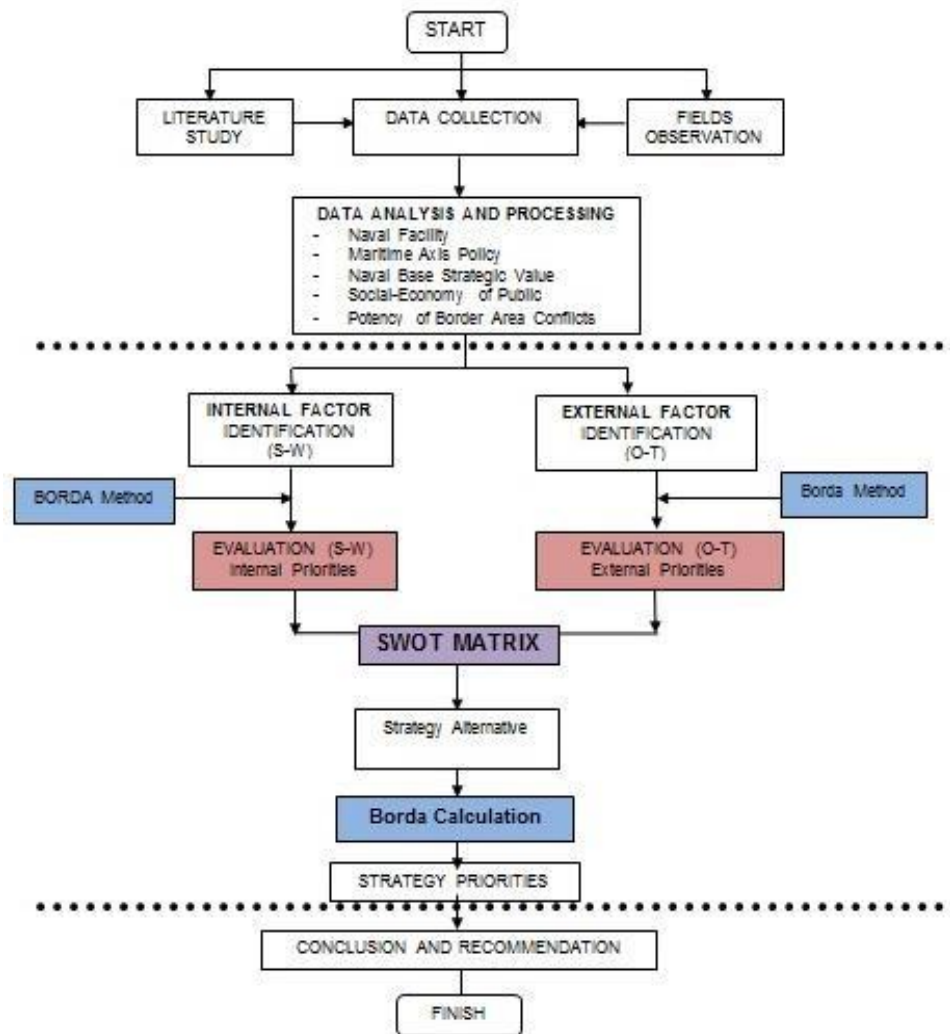 START
LITERATURE
STUDY
DATA COLLECTION
FIELDS
OBSERVATION
DATA ANALYSIS AND PROCESSING
- Naval Facility
- Maritime Axis Policy
- Naval Base Strategic Value
- Social-Economy of Public
- Potency of Border Area Conflicts
INTERNAL FACTOR
IDENTIFICATION
(S-W)
EXTERNAL FACTOR
IDENTIFICATION
(O-T)
BORDA Method
Borda Method
EVALUATION (S-W)
Internal Priorities
EVALUATION (O-T)
External Priorities
SWOT MATRIX
Strategy Alternative
Borda Calculation
STRATEGY PRIORITIES
CONCLUSION AND RECOMMENDATION
FINISH